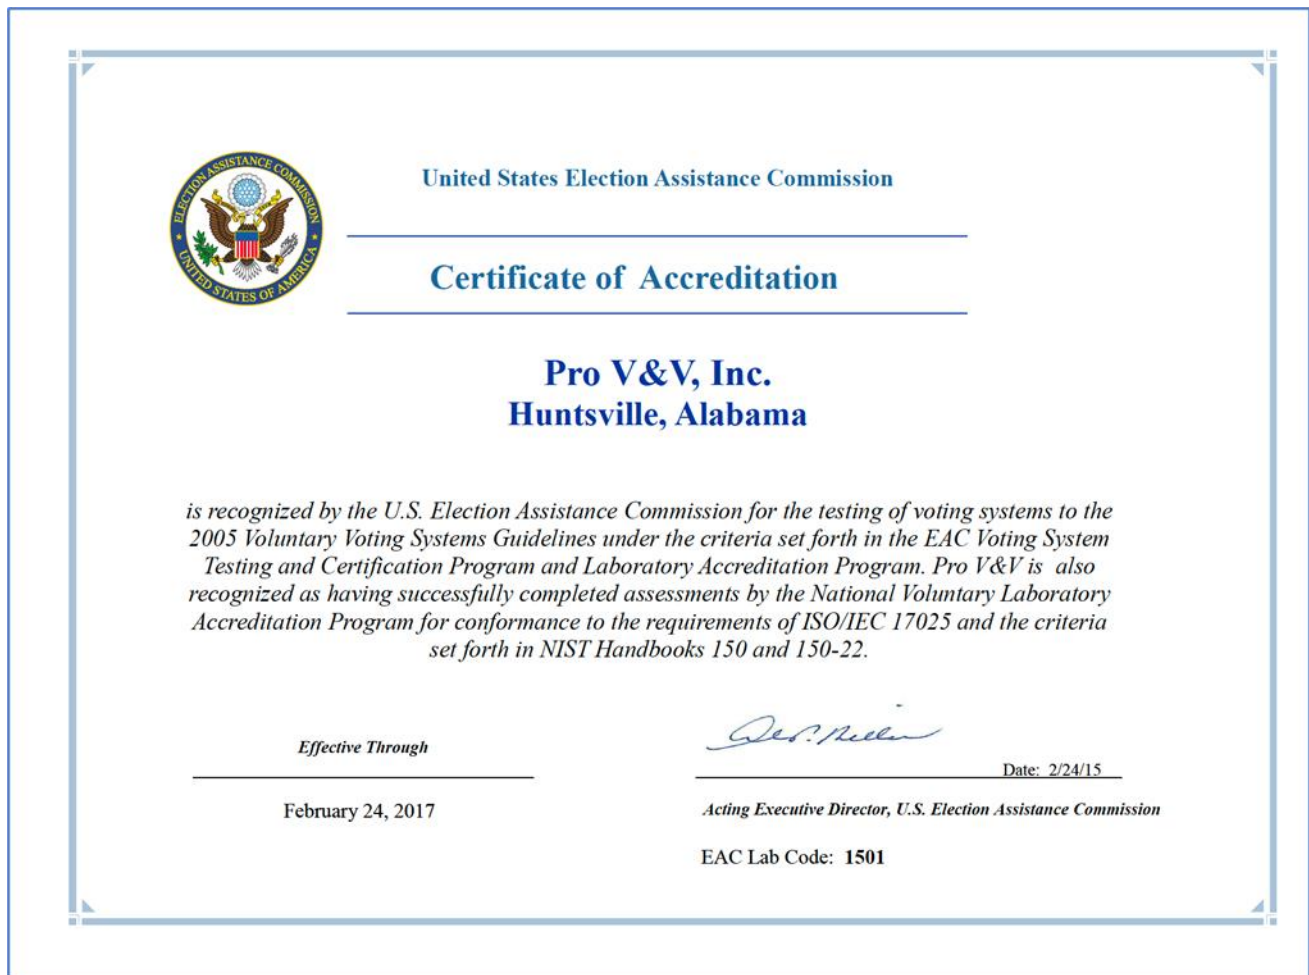 ELECTION ASSISTANCE COMMISSION
UNITED STATES OF AMERICA
United States Election Assistance Commission
Certificate of Accreditation
Pro V&V, Inc.
Huntsville, Alabama
is recognized by the U.S. Election Assistance Commission for the testing of voting systems to the
2005 Voluntary Voting Systems Guidelines under the criteria set forth in the EAC Voting System
Testing and Certification Program and Laboratory Accreditation Program. Pro V&V is also
recognized as having successfully completed assessments by the National Voluntary Laboratory
Accreditation Program for conformance to the requirements of ISO/IEC 17025 and the criteria
set forth in NIST Handbooks 150 and 150-22.
Effective Through
February 24, 2017
Date: 2/24/15
Acting Executive Director, U.S. Election Assistance Commission
EAC Lab Code: 1501